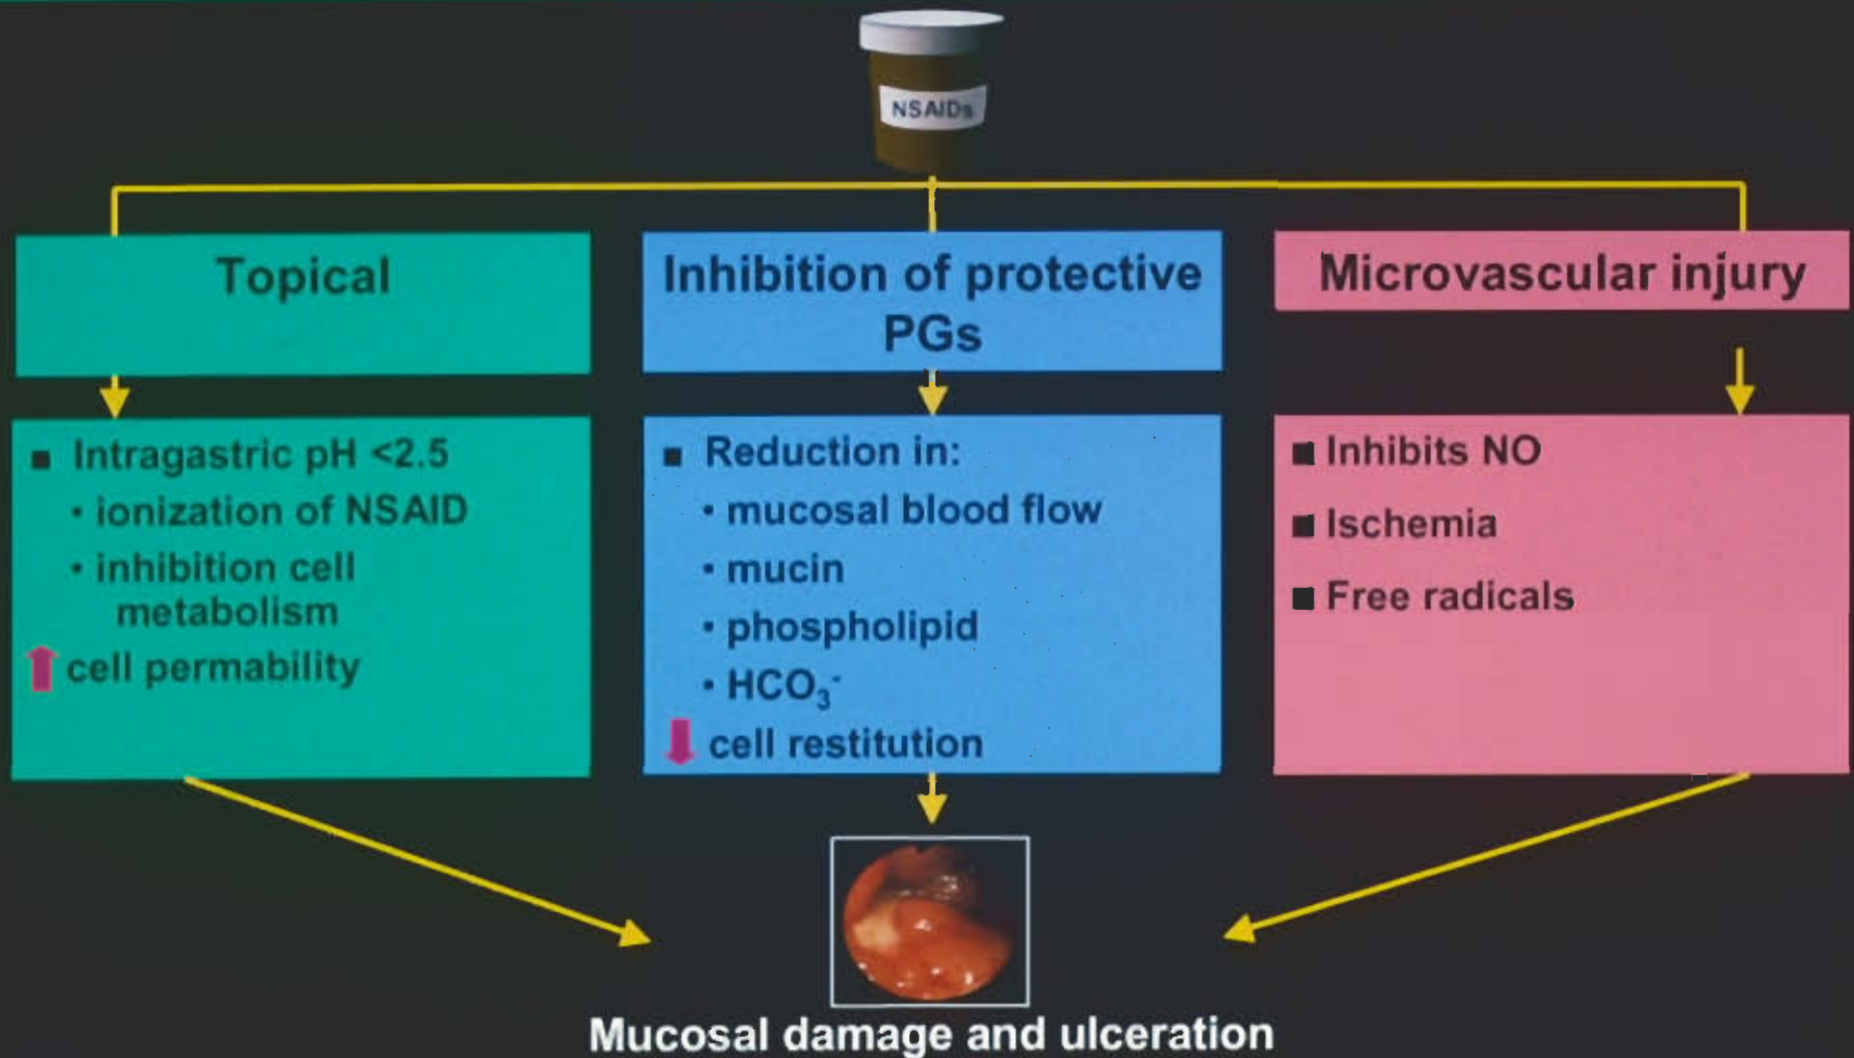 NSAIDs
Topical
Intragastric pH <2.5
ionization of NSAID
inhibition cell
metabolism
cell permability
Inhibition of protective
PGs
Reduction in:
mucosal blood flow
mucin
phospholipid
HCO₃⁻
cell restitution
Microvascular injury
Inhibits NO
Ischemia
Free radicals
Mucosal damage and ulceration